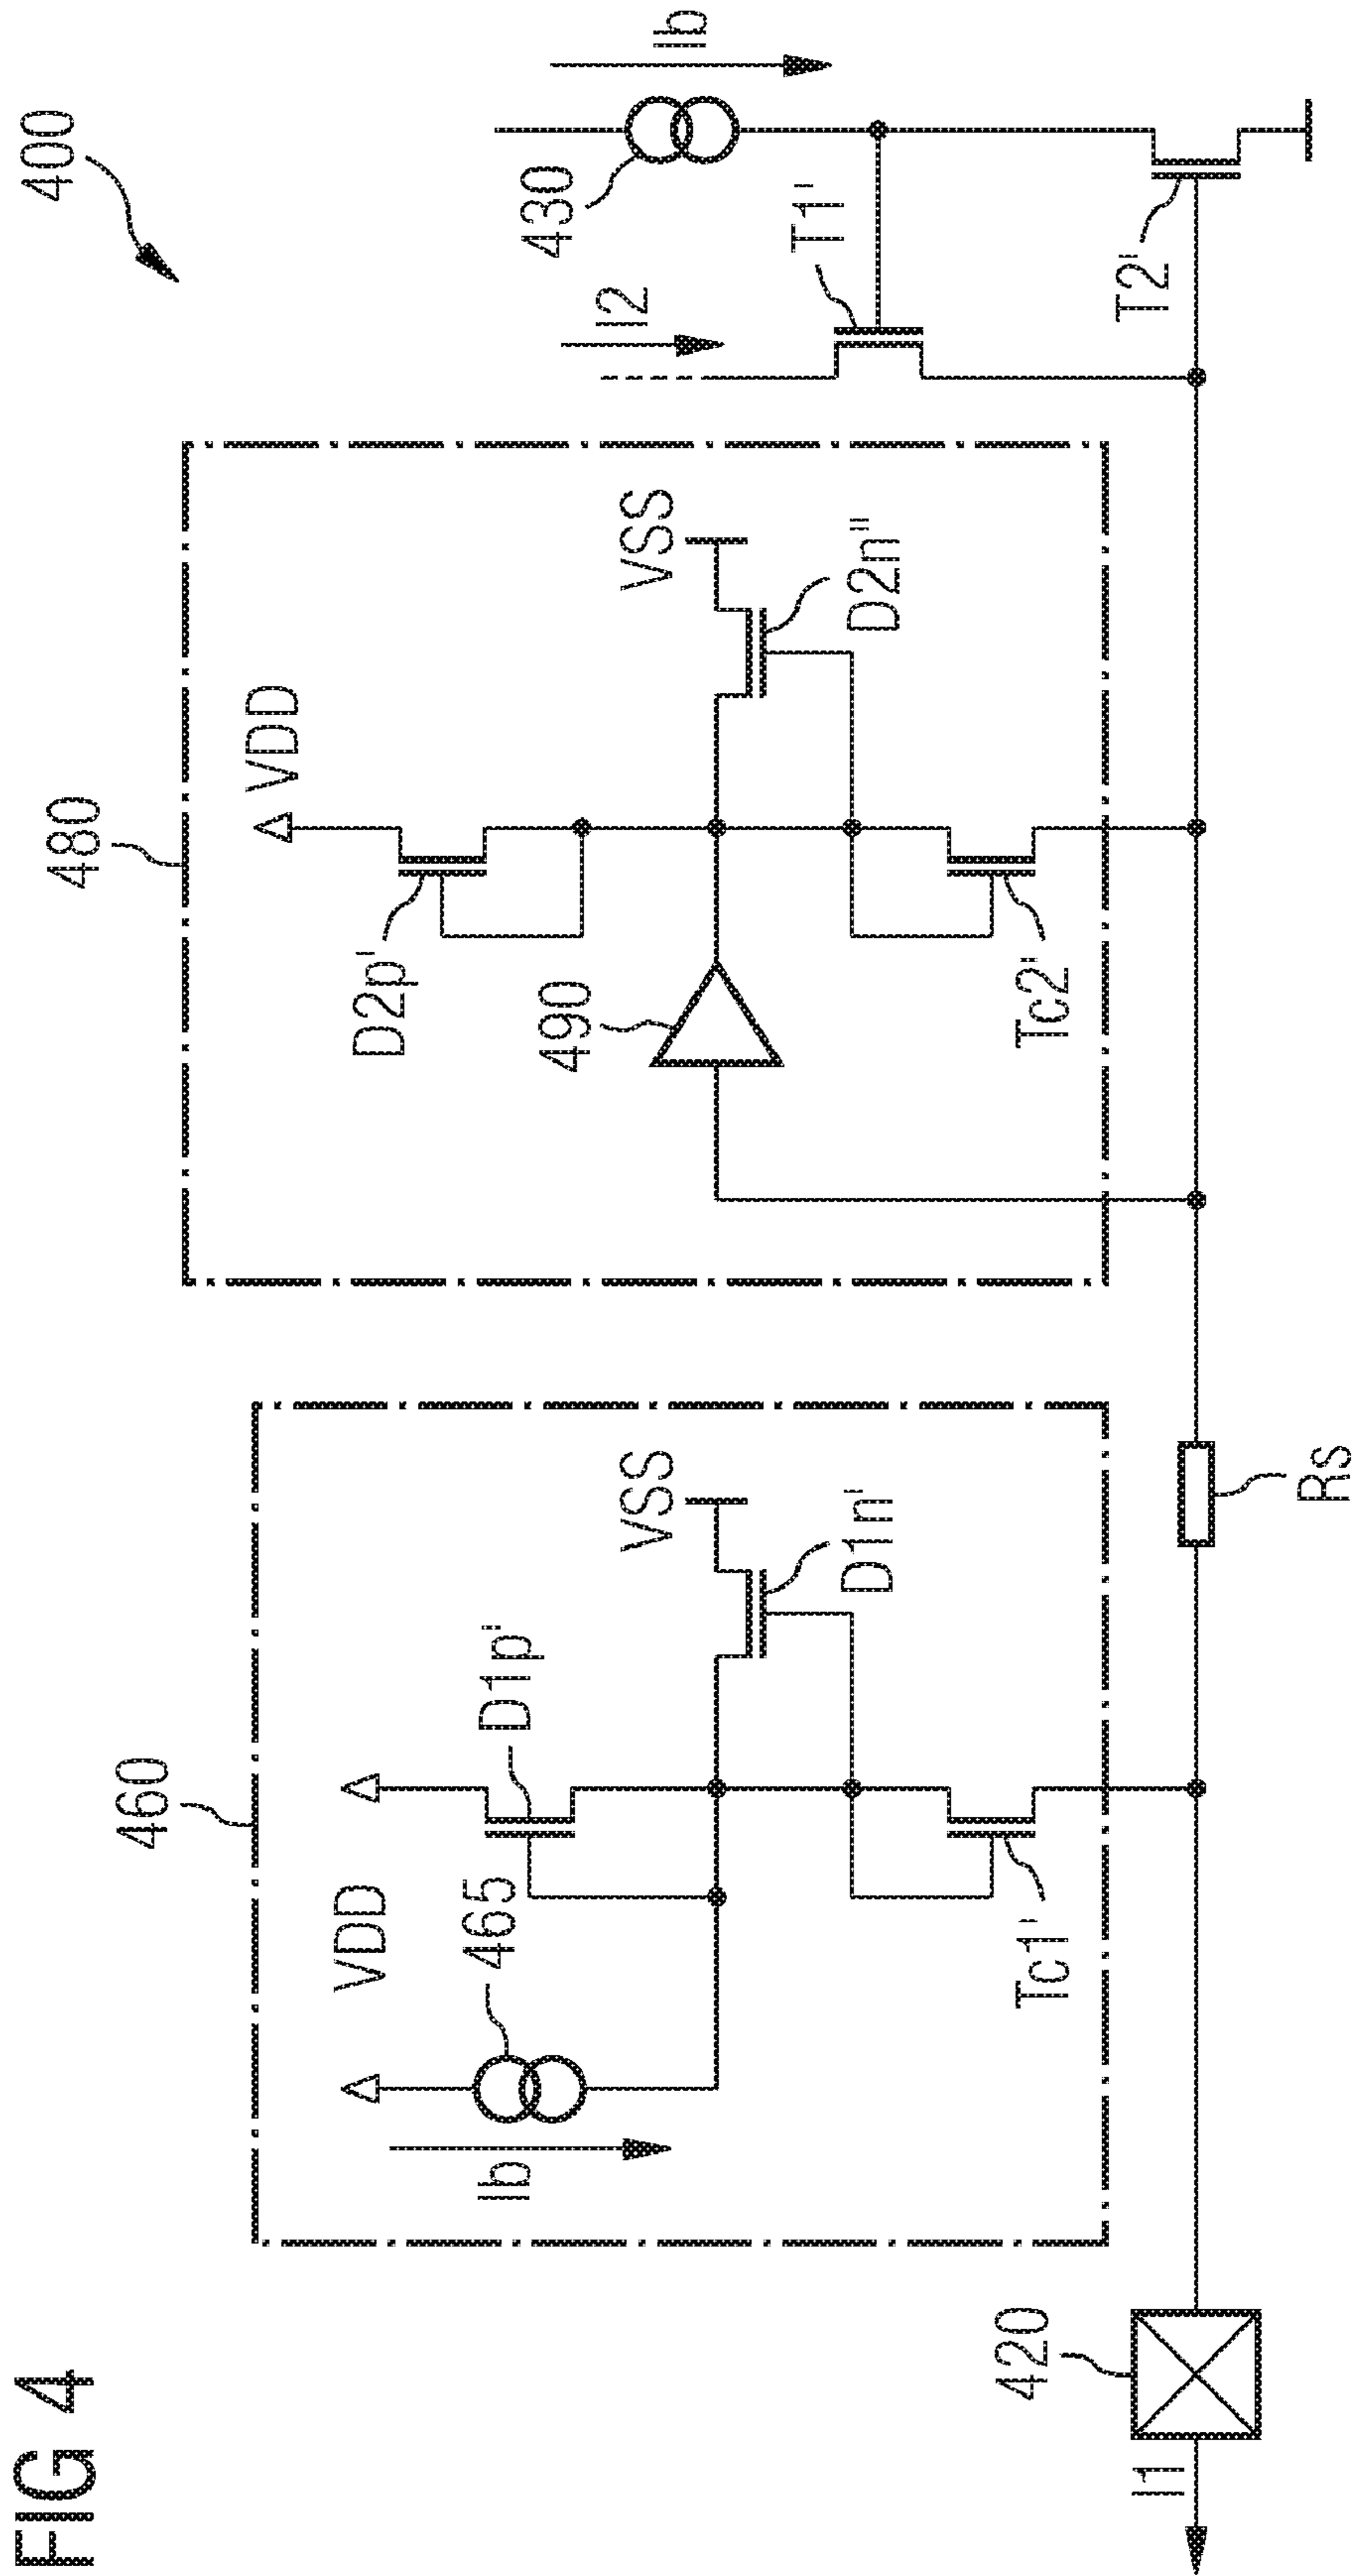 FIG 4
400
480
460
VDD
465
Ib
D1p'
VSS
D1n'
Tc1'
VDD
D2p'
490
VSS
D2n"
Tc2'
I2
T1'
430
Ib
T2'
420
I1
Rs